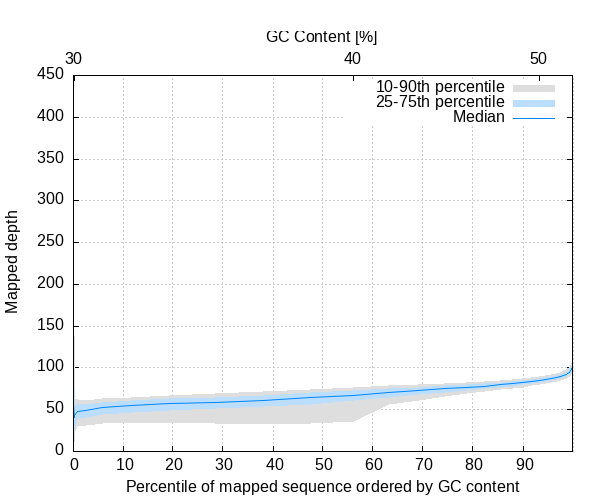 GC Content [%]
30 40 50
450
10-90th percentile
25-75th percentile
Median
400
350
300
250
200
150
100
50
0
Mapped depth
0 10 20 30 40 50 60 70 80 90
Percentile of mapped sequence ordered by GC content